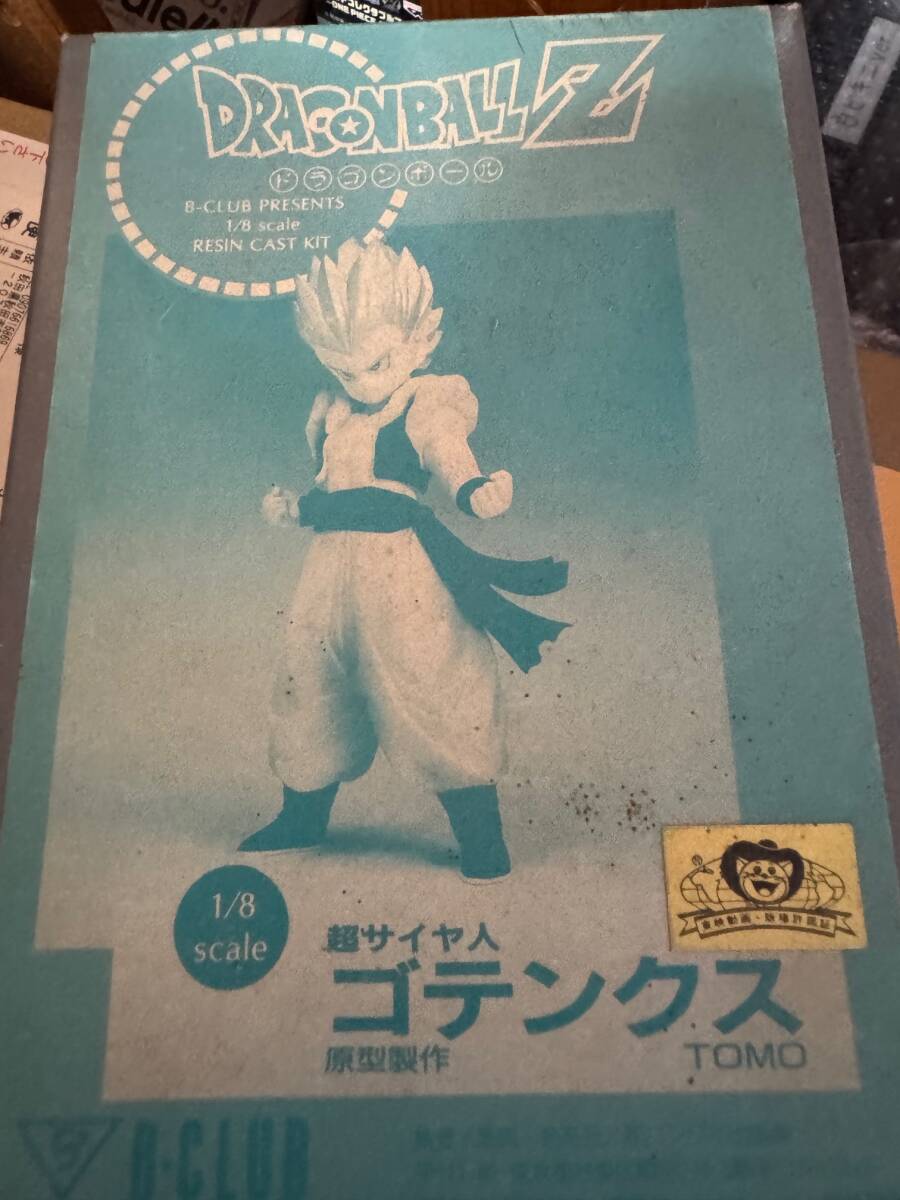 DRAGONBALL Z
ドラゴンボール
B-CLUB PRESENTS
1/8 scale
RESIN CAST KIT
1/8
scale
超サイヤ人
ゴテンクス
原型製作 TOMO
東映動画・版権許諾証
B-CLUB
ONE PIECE